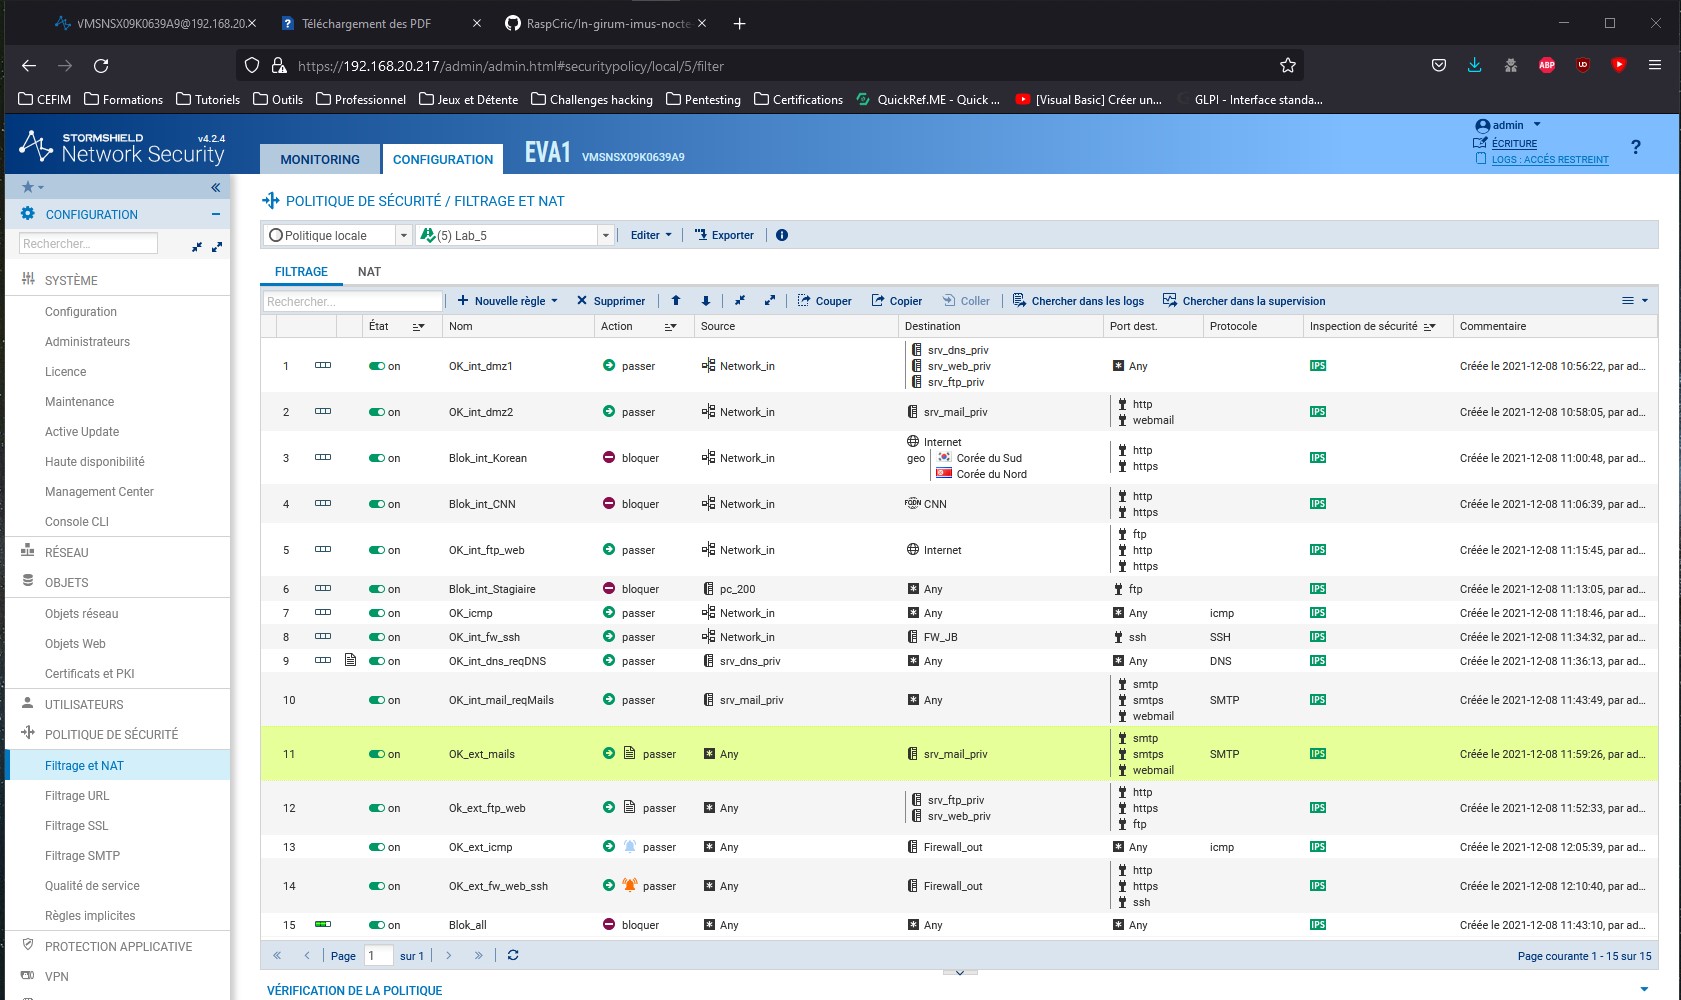 VMSNSX09K0639A9@192.168.20.
Téléchargement des PDF
RaspCric/In-girum-imus-nocte-
https://192.168.20.217/admin/admin.html#securitypolicy/local/5/filter
ABP
CEFIM Formations Tutoriels Outils Professionnel Jeux et Détente Challenges hacking Pentesting Certifications QuickRef.ME - Quick ... [Visual Basic] Créer un... GLPI - Interface standa...
STORMSHIELD v4.2.4
Network Security
MONITORING CONFIGURATION EVA1 VMSNSX09K0639A9
admin
ÉCRITURE
LOGS : ACCÈS RESTREINT
?
CONFIGURATION
Rechercher...
SYSTÈME
Configuration
Administrateurs
Licence
Maintenance
Active Update
Haute disponibilité
Management Center
Console CLI
RÉSEAU
OBJETS
Objets réseau
Objets Web
Certificats et PKI
UTILISATEURS
POLITIQUE DE SÉCURITÉ
Filtrage et NAT
Filtrage URL
Filtrage SSL
Filtrage SMTP
Qualité de service
Règles implicites
PROTECTION APPLICATIVE
VPN
POLITIQUE DE SÉCURITÉ / FILTRAGE ET NAT
Politique locale (5) Lab_5 Editer Exporter
FILTRAGE NAT
Rechercher... Nouvelle règle Supprimer Couper Copier Coller Chercher dans les logs Chercher dans la supervision
État Nom Action Source Destination Port dest. Protocole Inspection de sécurité Commentaire
1 on OK_int_dmz1 passer Network_in srv_dns_priv srv_web_priv srv_ftp_priv Any IPS Créée le 2021-12-08 10:56:22, par ad...
2 on OK_int_dmz2 passer Network_in srv_mail_priv http webmail IPS Créée le 2021-12-08 10:58:05, par ad...
3 on Blok_int_Korean bloquer Network_in Internet geo Corée du Sud Corée du Nord http https IPS Créée le 2021-12-08 11:00:48, par ad...
4 on Blok_int_CNN bloquer Network_in FQDN CNN http https IPS Créée le 2021-12-08 11:06:39, par ad...
5 on OK_int_ftp_web passer Network_in Internet ftp http https IPS Créée le 2021-12-08 11:15:45, par ad...
6 on Blok_int_Stagiaire bloquer pc_200 Any ftp IPS Créée le 2021-12-08 11:13:05, par ad...
7 on OK_icmp passer Network_in Any Any icmp IPS Créée le 2021-12-08 11:18:46, par ad...
8 on OK_int_fw_ssh passer Network_in FW_JB ssh SSH IPS Créée le 2021-12-08 11:34:32, par ad...
9 on OK_int_dns_reqDNS passer srv_dns_priv Any Any DNS IPS Créée le 2021-12-08 11:36:13, par ad...
10 on OK_int_mail_reqMails passer srv_mail_priv Any smtp smtps webmail SMTP IPS Créée le 2021-12-08 11:43:49, par ad...
11 on OK_ext_mails passer Any srv_mail_priv smtp smtps webmail SMTP IPS Créée le 2021-12-08 11:59:26, par ad...
12 on Ok_ext_ftp_web passer Any srv_ftp_priv srv_web_priv http https ftp IPS Créée le 2021-12-08 11:52:33, par ad...
13 on OK_ext_icmp passer Any Firewall_out Any icmp IPS Créée le 2021-12-08 12:05:39, par ad...
14 on OK_ext_fw_web_ssh passer Any Firewall_out http https ssh IPS Créée le 2021-12-08 12:10:40, par ad...
15 on Blok_all bloquer Any Any Any IPS Créée le 2021-12-08 11:43:10, par ad...
Page 1 sur 1 Page courante 1 - 15 sur 15
VÉRIFICATION DE LA POLITIQUE